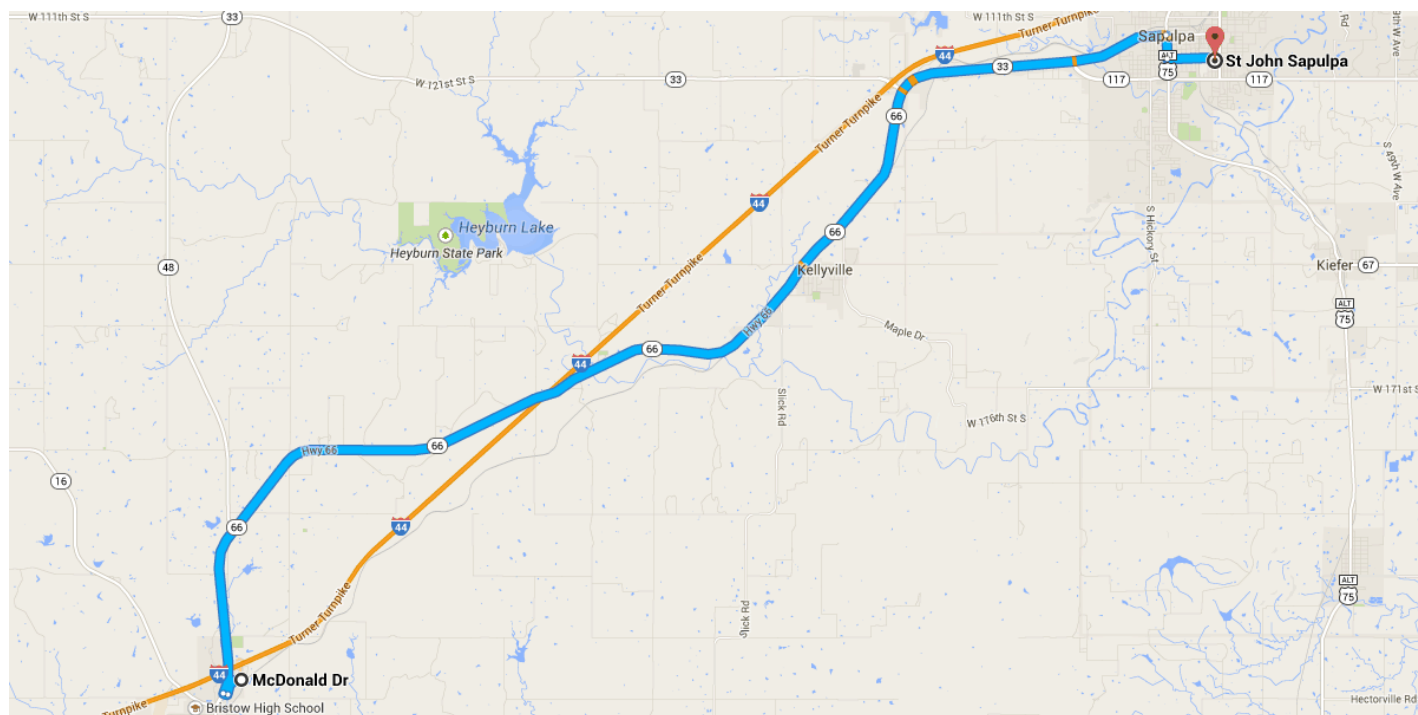 W 111th St S
33
W 111th St S
Turner Turnpike
44
Sapulpa
Rd
St John Sapulpa
ALT
75
33
117
117
W 121st St S
33
Turner Turnpike
66
S 49th W Ave
44
Heyburn Lake
Heyburn State Park
66
S Hickory St
48
Kellyville
Kiefer
67
Turner Turnpike
ALT
75
Hwy 66
Maple Dr
66
44
W 171st St S
Slick Rd
W 176th St S
66
Hwy 66
16
66
44
ALT
75
Turner Turnpike
Slick Rd
44
McDonald Dr
Turnpike
Bristow High School
Hectorville Rd